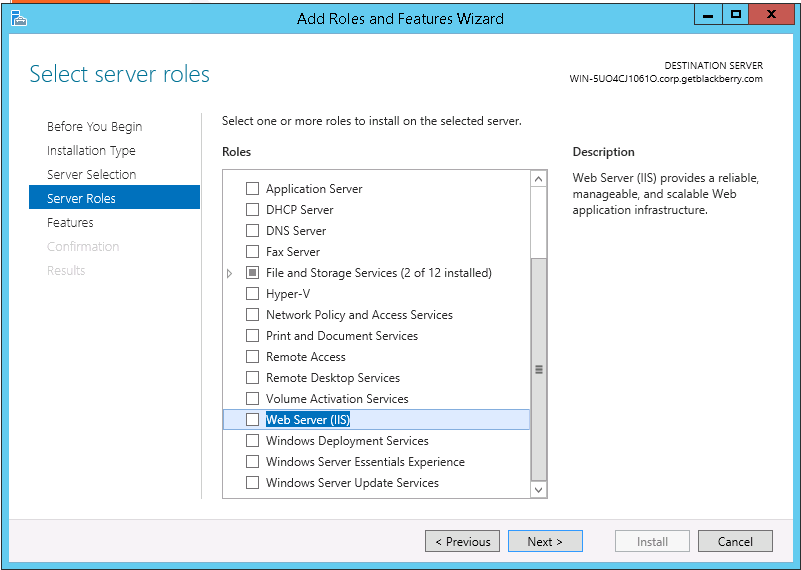 Add Roles and Features Wizard
Select server roles
DESTINATION SERVER
WIN-5UO4CJ1061O.corp.getblackberry.com
Before You Begin
Installation Type
Server Selection
Server Roles
Features
Confirmation
Results
Select one or more roles to install on the selected server.
Roles
Application Server
DHCP Server
DNS Server
Fax Server
File and Storage Services (2 of 12 installed)
Hyper-V
Network Policy and Access Services
Print and Document Services
Remote Access
Remote Desktop Services
Volume Activation Services
Web Server (IIS)
Windows Deployment Services
Windows Server Essentials Experience
Windows Server Update Services
Description
Web Server (IIS) provides a reliable,
manageable, and scalable Web
application infrastructure.
< Previous
Next >
Install
Cancel